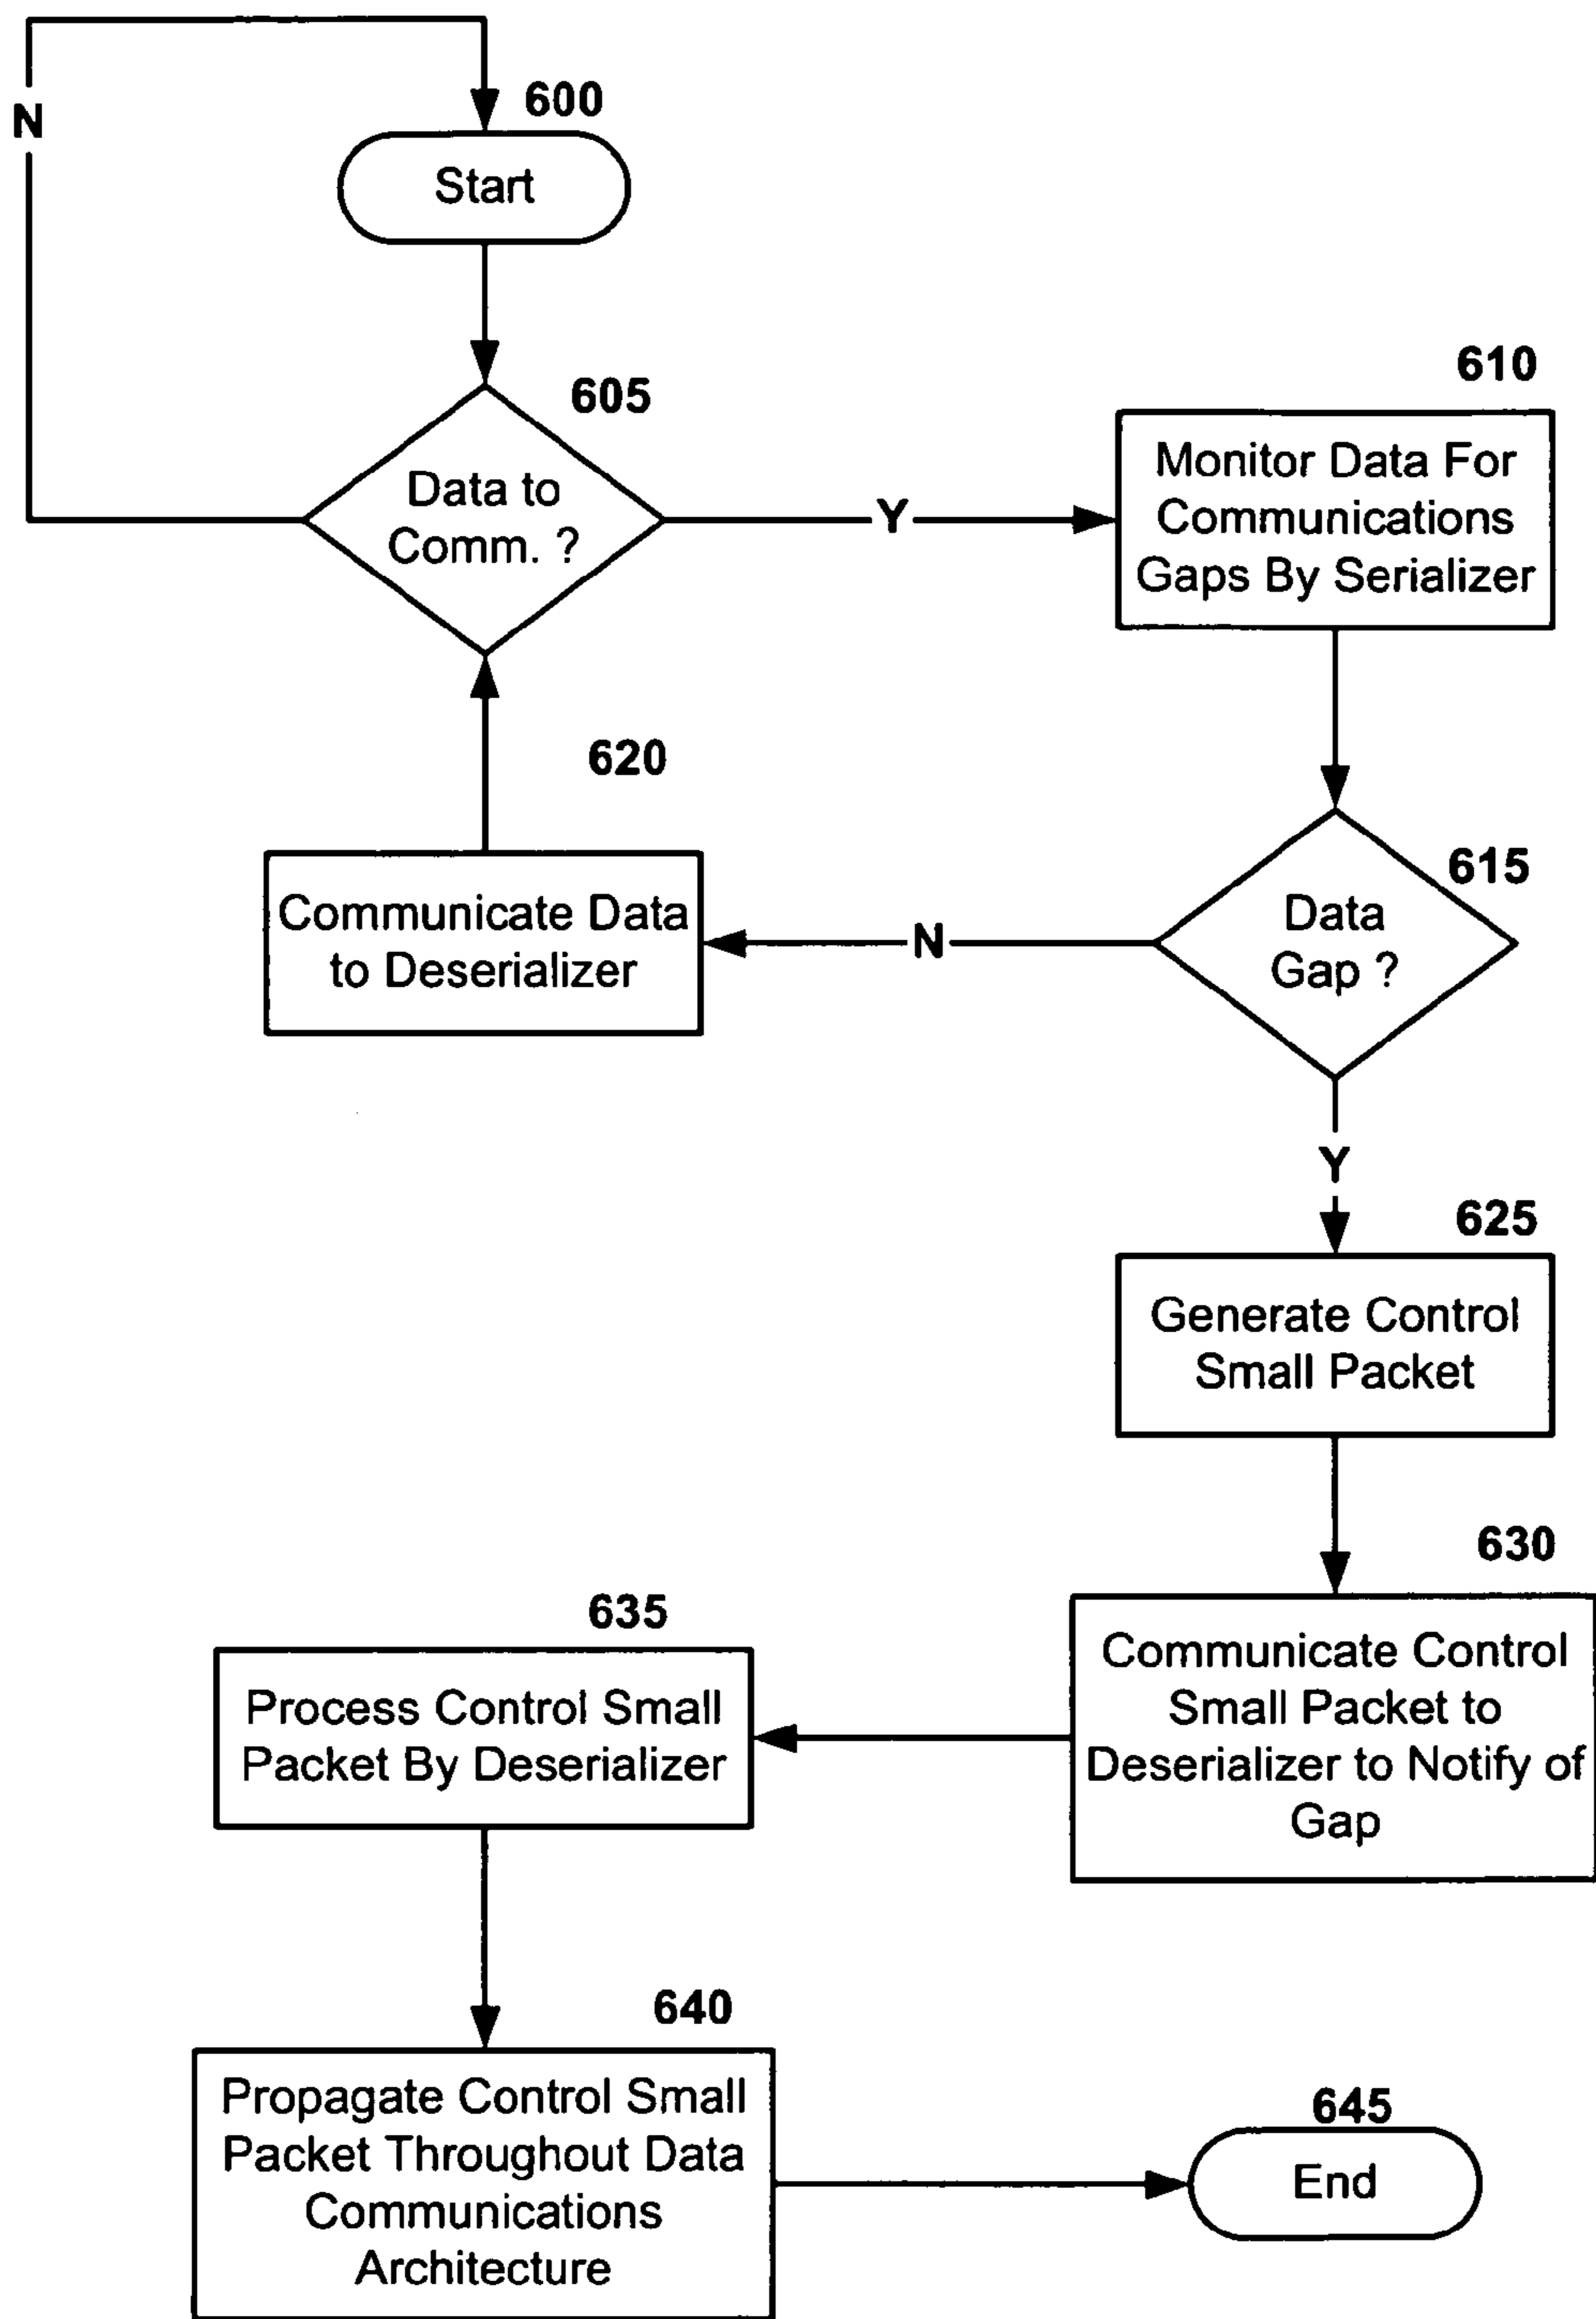 N
600
Start
605
Data to
Comm. ?
Y
610
Monitor Data For
Communications
Gaps By Serializer
615
Data
Gap ?
N
620
Communicate Data
to Deserializer
Y
625
Generate Control
Small Packet
630
Communicate Control
Small Packet to
Deserializer to Notify of
Gap
635
Process Control Small
Packet By Deserializer
640
Propagate Control Small
Packet Throughout Data
Communications
Architecture
645
End